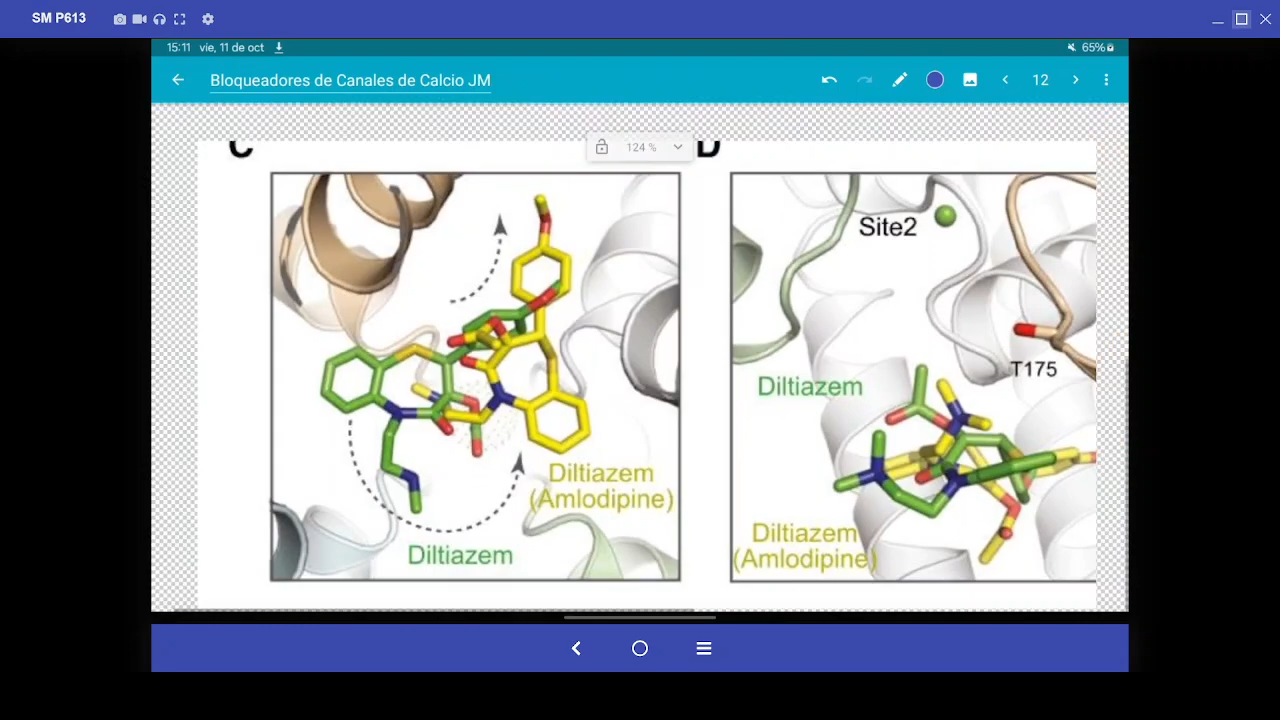 SM P613
15:11 vie, 11 de oct
65%
Bloqueadores de Canales de Calcio JM
12
124 %
C
D
Diltiazem
(Amlodipine)
Diltiazem
Site2
T175
Diltiazem
Diltiazem
(Amlodipine)